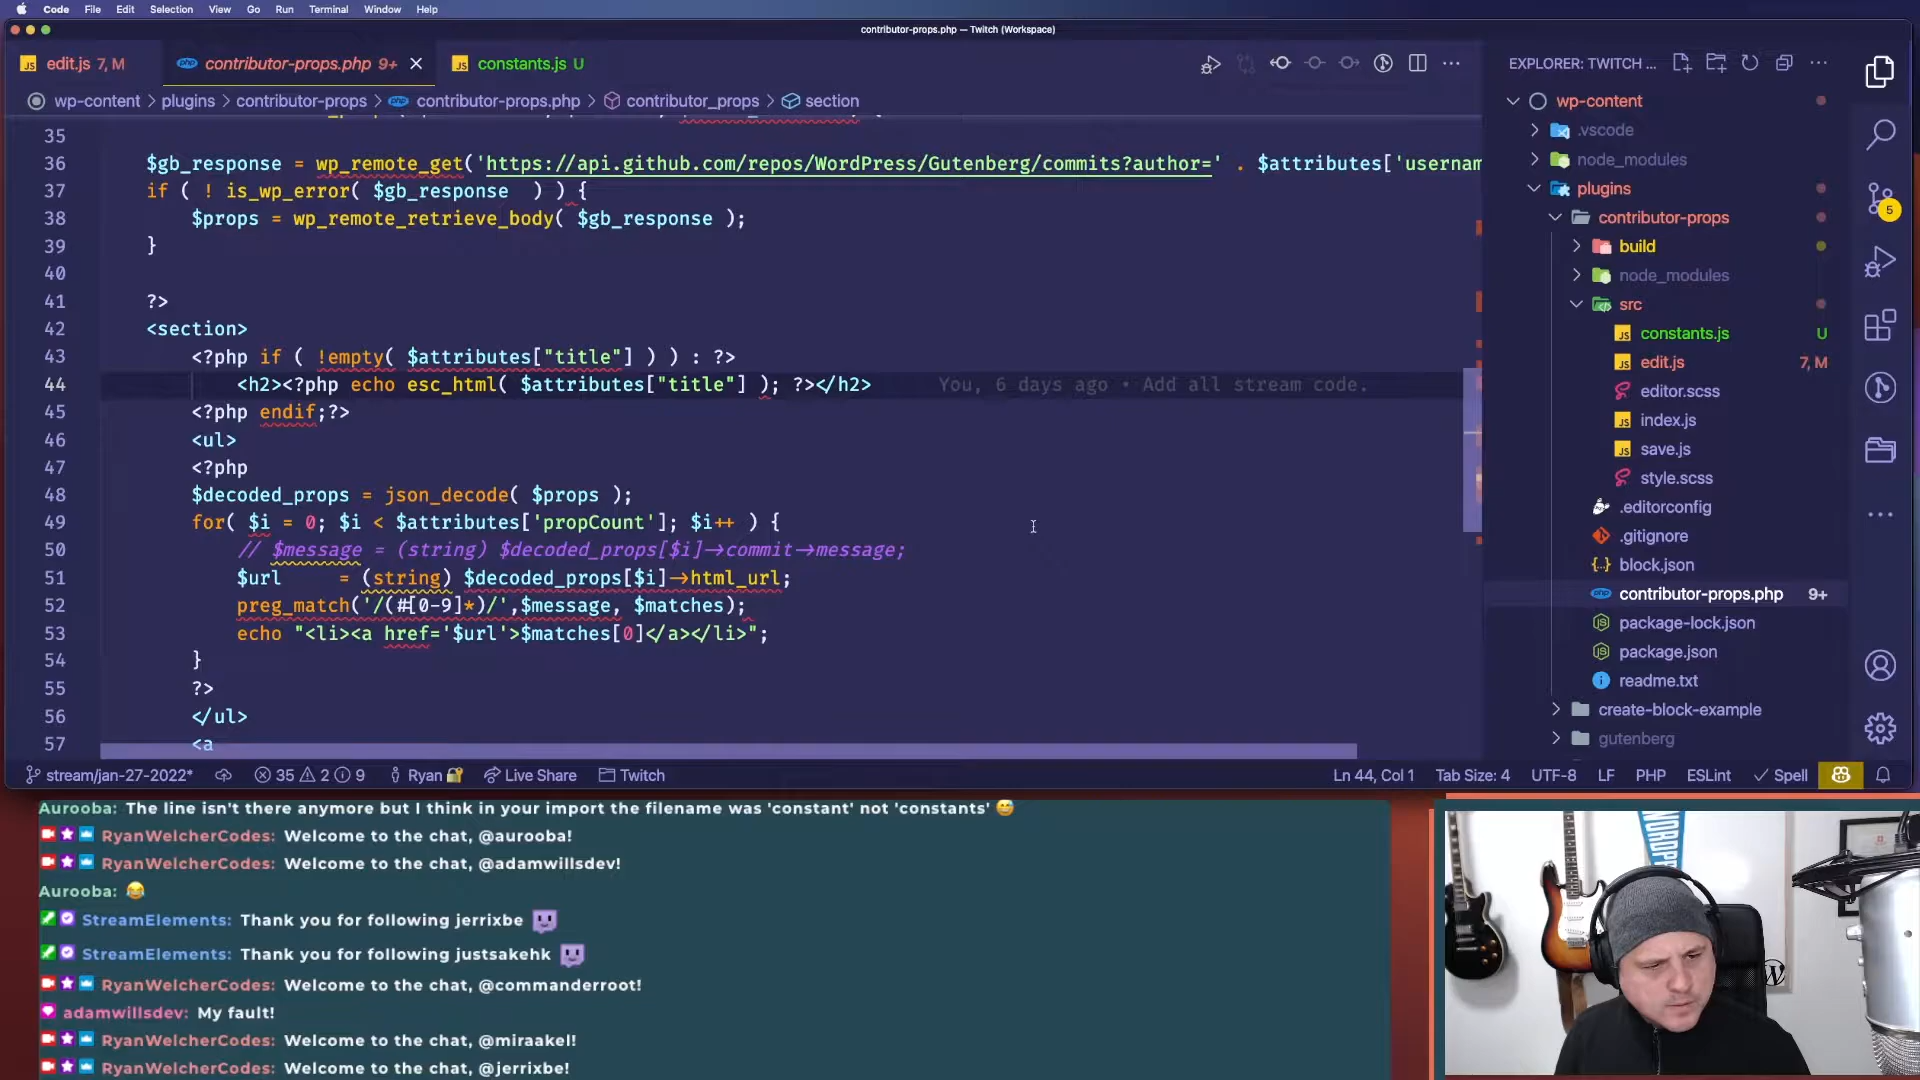 Code File Edit Selection View Go Run Terminal Window Help
contributor-props.php — Twitch (Workspace)
edit.js 7, M
contributor-props.php 9+
constants.js U
EXPLORER: TWITCH ...
wp-content > plugins > contributor-props > contributor-props.php > contributor_props > section
35
36 $gb_response = wp_remote_get('https://api.github.com/repos/WordPress/Gutenberg/commits?author=' . $attributes['usernam
37 if ( ! is_wp_error( $gb_response  ) ) {
38 $props = wp_remote_retrieve_body( $gb_response );
39 }
40
41 ?>
42 <section>
43 <?php if ( !empty( $attributes["title"] ) ) : ?>
44 <h2><?php echo esc_html( $attributes["title"] ); ?></h2> You, 6 days ago • Add all stream code.
45 <?php endif;?>
46 <ul>
47 <?php
48 $decoded_props = json_decode( $props );
49 for( $i = 0; $i < $attributes['propCount']; $i++ ) {
50 // $message = (string) $decoded_props[$i]->commit->message;
51 $url     = (string) $decoded_props[$i]->html_url;
52 preg_match('/(#[0-9]*)/',$message, $matches);
53 echo "<li><a href='$url'>$matches[0]</a></li>";
54 }
55 ?>
56 </ul>
57 <a
wp-content
.vscode
node_modules
plugins
contributor-props
build
node_modules
src
constants.js U
edit.js 7, M
editor.scss
index.js
save.js
style.scss
.editorconfig
.gitignore
block.json
contributor-props.php 9+
package-lock.json
package.json
readme.txt
create-block-example
gutenberg
5
stream/jan-27-2022* 35 2 9 Ryan Live Share Twitch
Ln 44, Col 1 Tab Size: 4 UTF-8 LF PHP ESLint Spell
Aurooba: The line isn't there anymore but I think in your import the filename was 'constant' not 'constants' 😅
RyanWelcherCodes: Welcome to the chat, @aurooba!
RyanWelcherCodes: Welcome to the chat, @adamwillsdev!
Aurooba: 😂
StreamElements: Thank you for following jerrixbe
StreamElements: Thank you for following justsakehk
RyanWelcherCodes: Welcome to the chat, @commanderroot!
adamwillsdev: My fault!
RyanWelcherCodes: Welcome to the chat, @miraakel!
RyanWelcherCodes: Welcome to the chat, @jerrixbe!